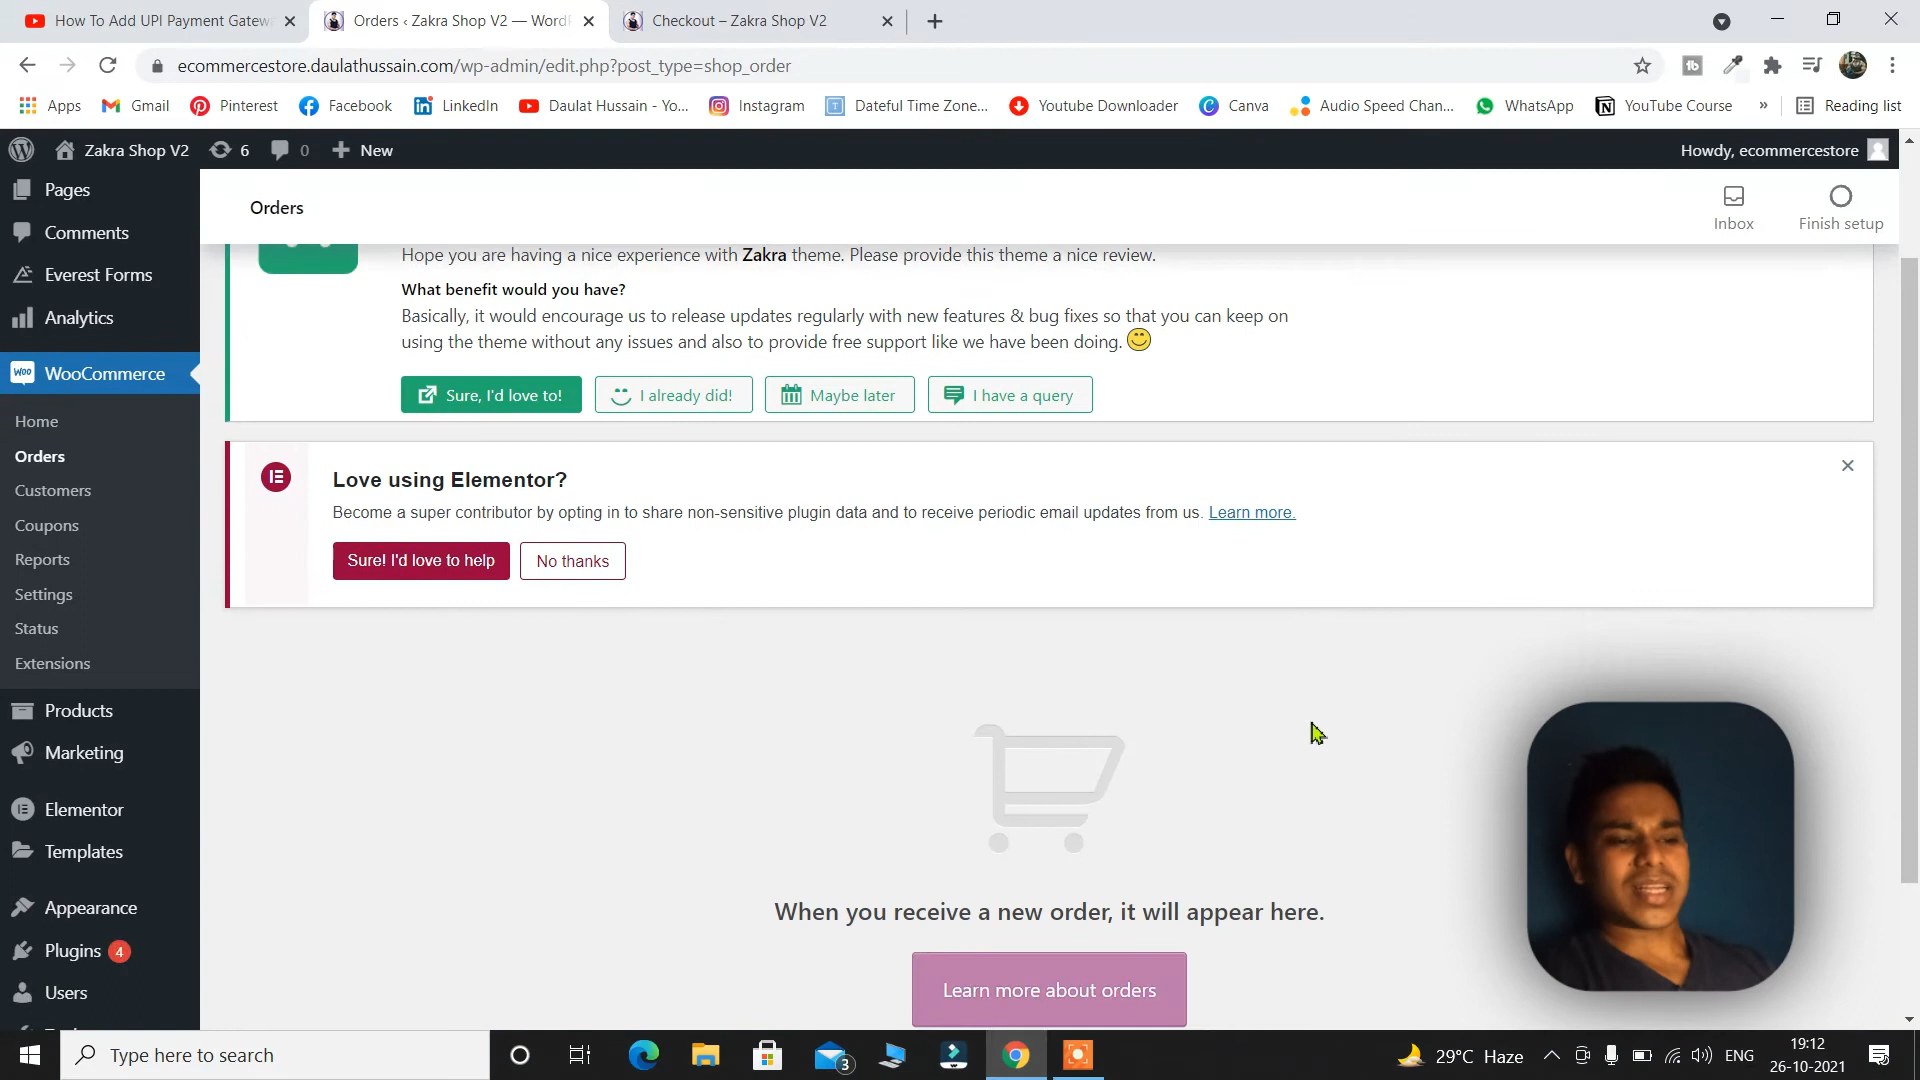 How To Add UPI Payment Gatew
Orders ‹ Zakra Shop V2 — WordP
Checkout – Zakra Shop V2
ecommercestore.daulathussain.com/wp-admin/edit.php?post_type=shop_order
Apps
Gmail
Pinterest
Facebook
LinkedIn
Daulat Hussain - Yo...
Instagram
Dateful Time Zone...
Youtube Downloader
Canva
Audio Speed Chan...
WhatsApp
YouTube Course
»
Reading list
Zakra Shop V2
6
0
New
Howdy, ecommercestore
Pages
Comments
Everest Forms
Analytics
WooCommerce
Home
Orders
Customers
Coupons
Reports
Settings
Status
Extensions
Products
Marketing
Elementor
Templates
Appearance
Plugins 4
Users
Orders
Inbox
Finish setup
Hope you are having a nice experience with Zakra theme. Please provide this theme a nice review.
What benefit would you have?
Basically, it would encourage us to release updates regularly with new features & bug fixes so that you can keep on
using the theme without any issues and also to provide free support like we have been doing.
Sure, I'd love to!
I already did!
Maybe later
I have a query
Love using Elementor?
Become a super contributor by opting in to share non-sensitive plugin data and to receive periodic email updates from us. Learn more.
Sure! I'd love to help
No thanks
When you receive a new order, it will appear here.
Learn more about orders
Type here to search
3
29°C Haze
ENG
19:12
26-10-2021